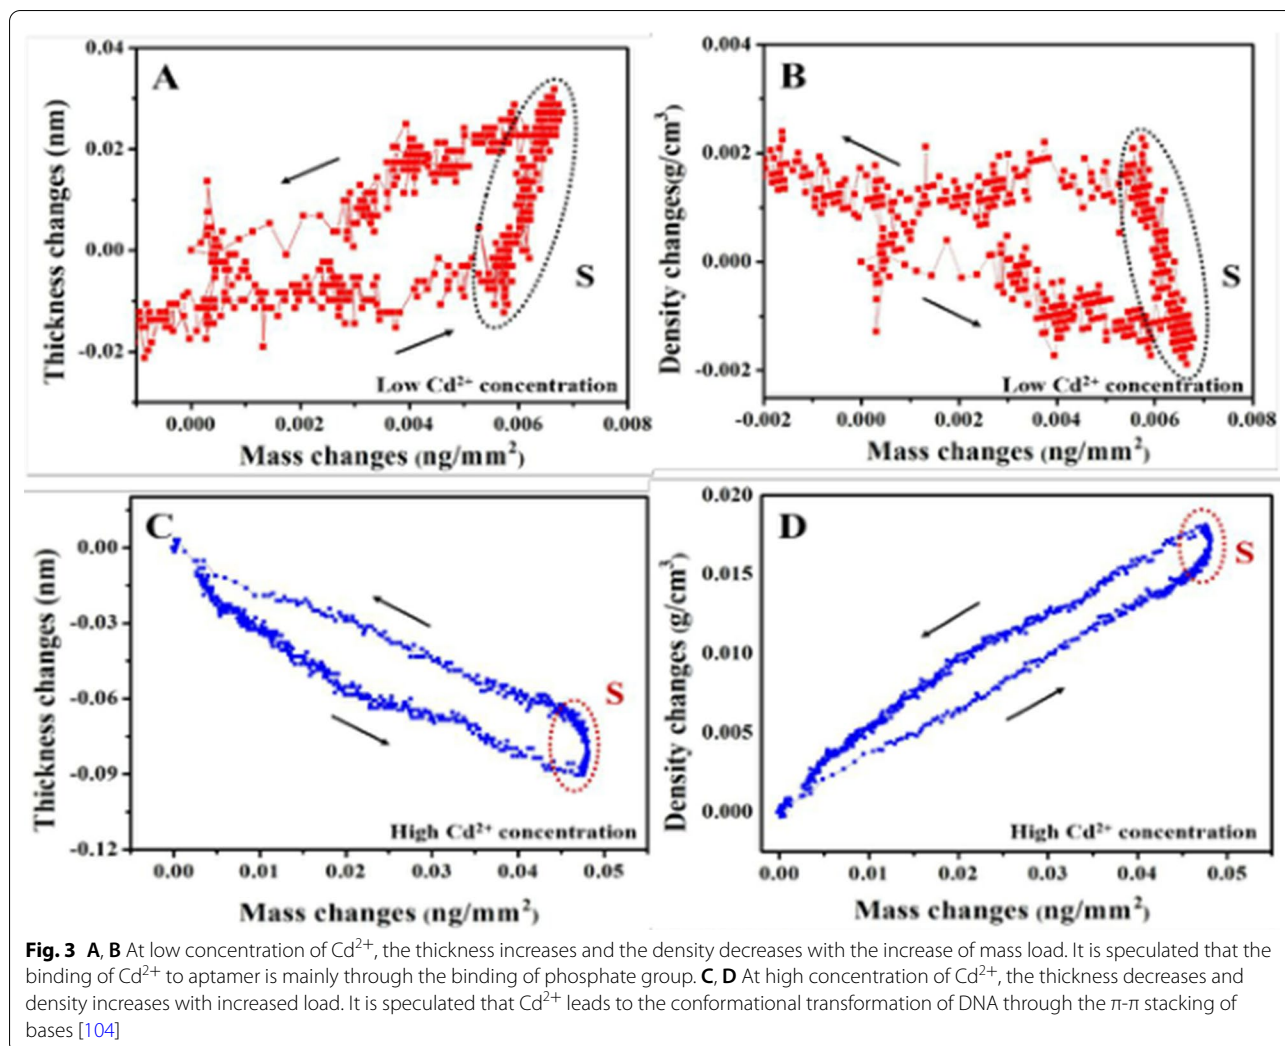 A
Thickness changes (nm)
0.04
0.02
0.00
-0.02
S
Low Cd²⁺ concentration
0.000 0.002 0.004 0.006 0.008
Mass changes (ng/mm²)
B
Density changes(g/cm³)
0.004
0.002
0.000
-0.002
S
Low Cd²⁺ concentration
-0.002 0.000 0.002 0.004 0.006 0.008
Mass changes (ng/mm²)
C
Thickness changes (nm)
0.00
-0.03
-0.06
-0.09
-0.12
S
High Cd²⁺ concentration
0.00 0.01 0.02 0.03 0.04 0.05
Mass changes (ng/mm²)
D
Density changes (g/cm³)
0.020
0.015
0.010
0.005
0.000
S
High Cd²⁺ concentration
0.00 0.01 0.02 0.03 0.04 0.05
Mass changes (ng/mm²)
Fig. 3 A, B At low concentration of Cd²⁺, the thickness increases and the density decreases with the increase of mass load. It is speculated that the
binding of Cd²⁺ to aptamer is mainly through the binding of phosphate group. C, D At high concentration of Cd²⁺, the thickness decreases and
density increases with increased load. It is speculated that Cd²⁺ leads to the conformational transformation of DNA through the π-π stacking of
bases [104]